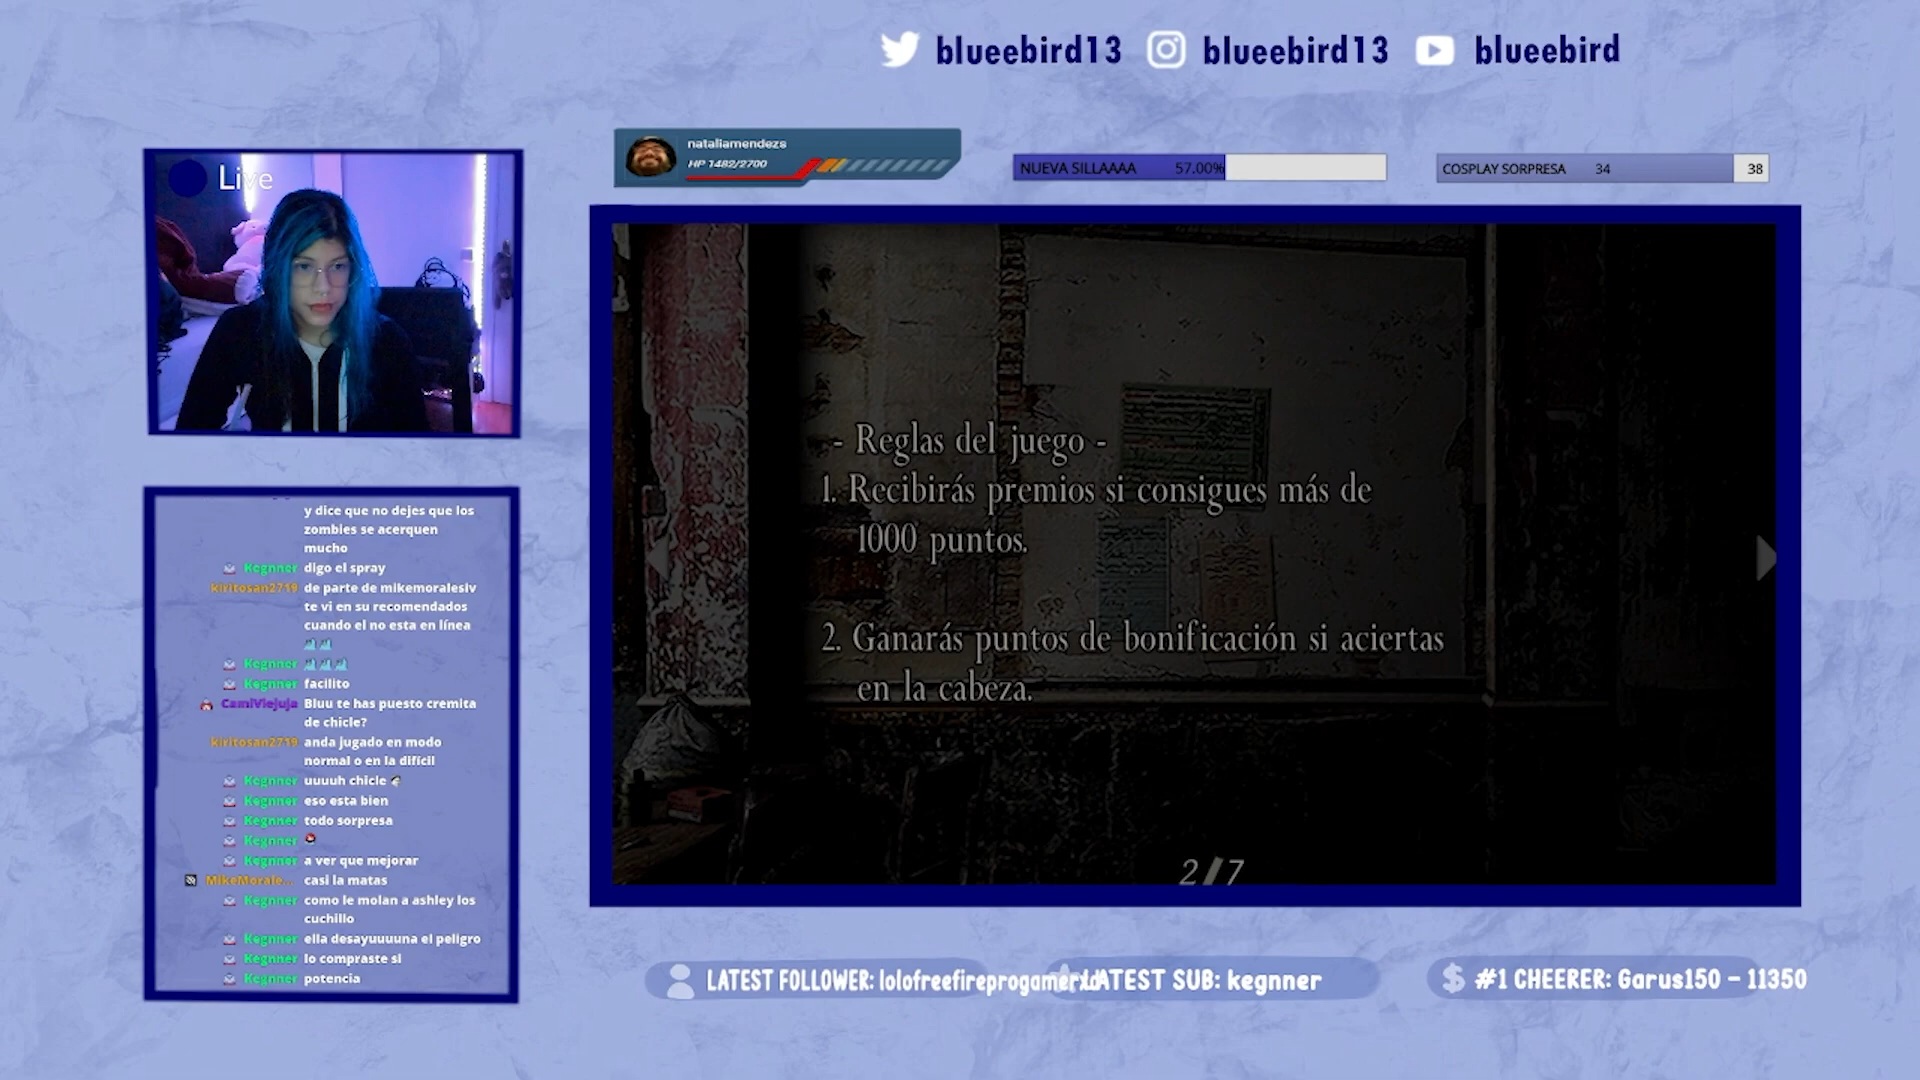 blueebird13 blueebird13 blueebird
nataliamendezs
HP 1482/2700
NUEVA SILLAAAA 57.00%
COSPLAY SORPRESA 34 38
Live
- Reglas del juego -
1. Recibirás premios si consigues más de
1000 puntos.
2. Ganarás puntos de bonificación si aciertas
en la cabeza.
2/7
y dice que no dejes que los
zombies se acerquen
mucho
Kegnner digo el spray
kiritosan2719 de parte de mikemoralesiv
te vi en su recomendados
cuando el no esta en línea
Kegnner
Kegnner facilito
CamiViejuja Bluu te has puesto cremita
de chicle?
kiritosan2719 anda jugado en modo
normal o en la difícil
Kegnner uuuuh chicle
Kegnner eso esta bien
Kegnner todo sorpresa
Kegnner
Kegnner a ver que mejorar
MikeMorale... casi la matas
Kegnner como le molan a ashley los
cuchillo
Kegnner ella desayuuuuna el peligro
Kegnner lo compraste si
Kegnner potencia
LATEST FOLLOWER: lolofreefireprogamer LATEST SUB: kegnner #1 CHEERER: Garus150 - 11350